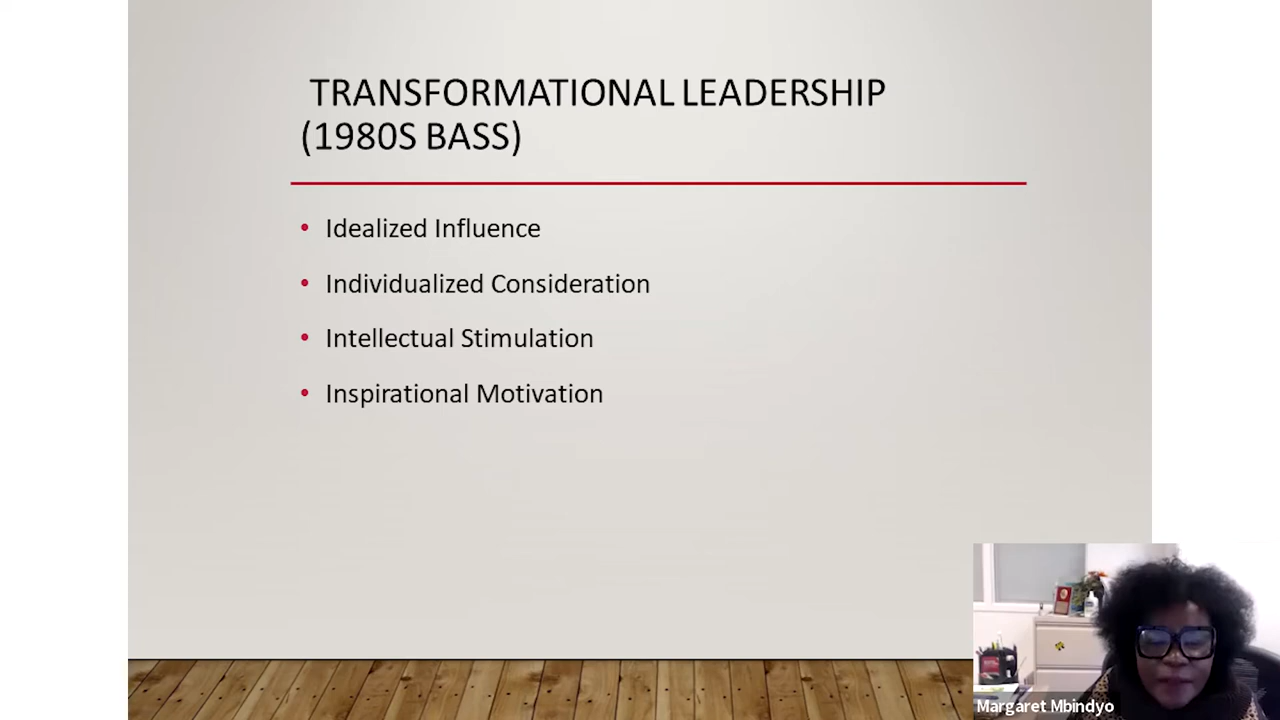 TRANSFORMATIONAL LEADERSHIP
(1980S BASS)
• Idealized Influence
• Individualized Consideration
• Intellectual Stimulation
• Inspirational Motivation
Margaret Mbindyo